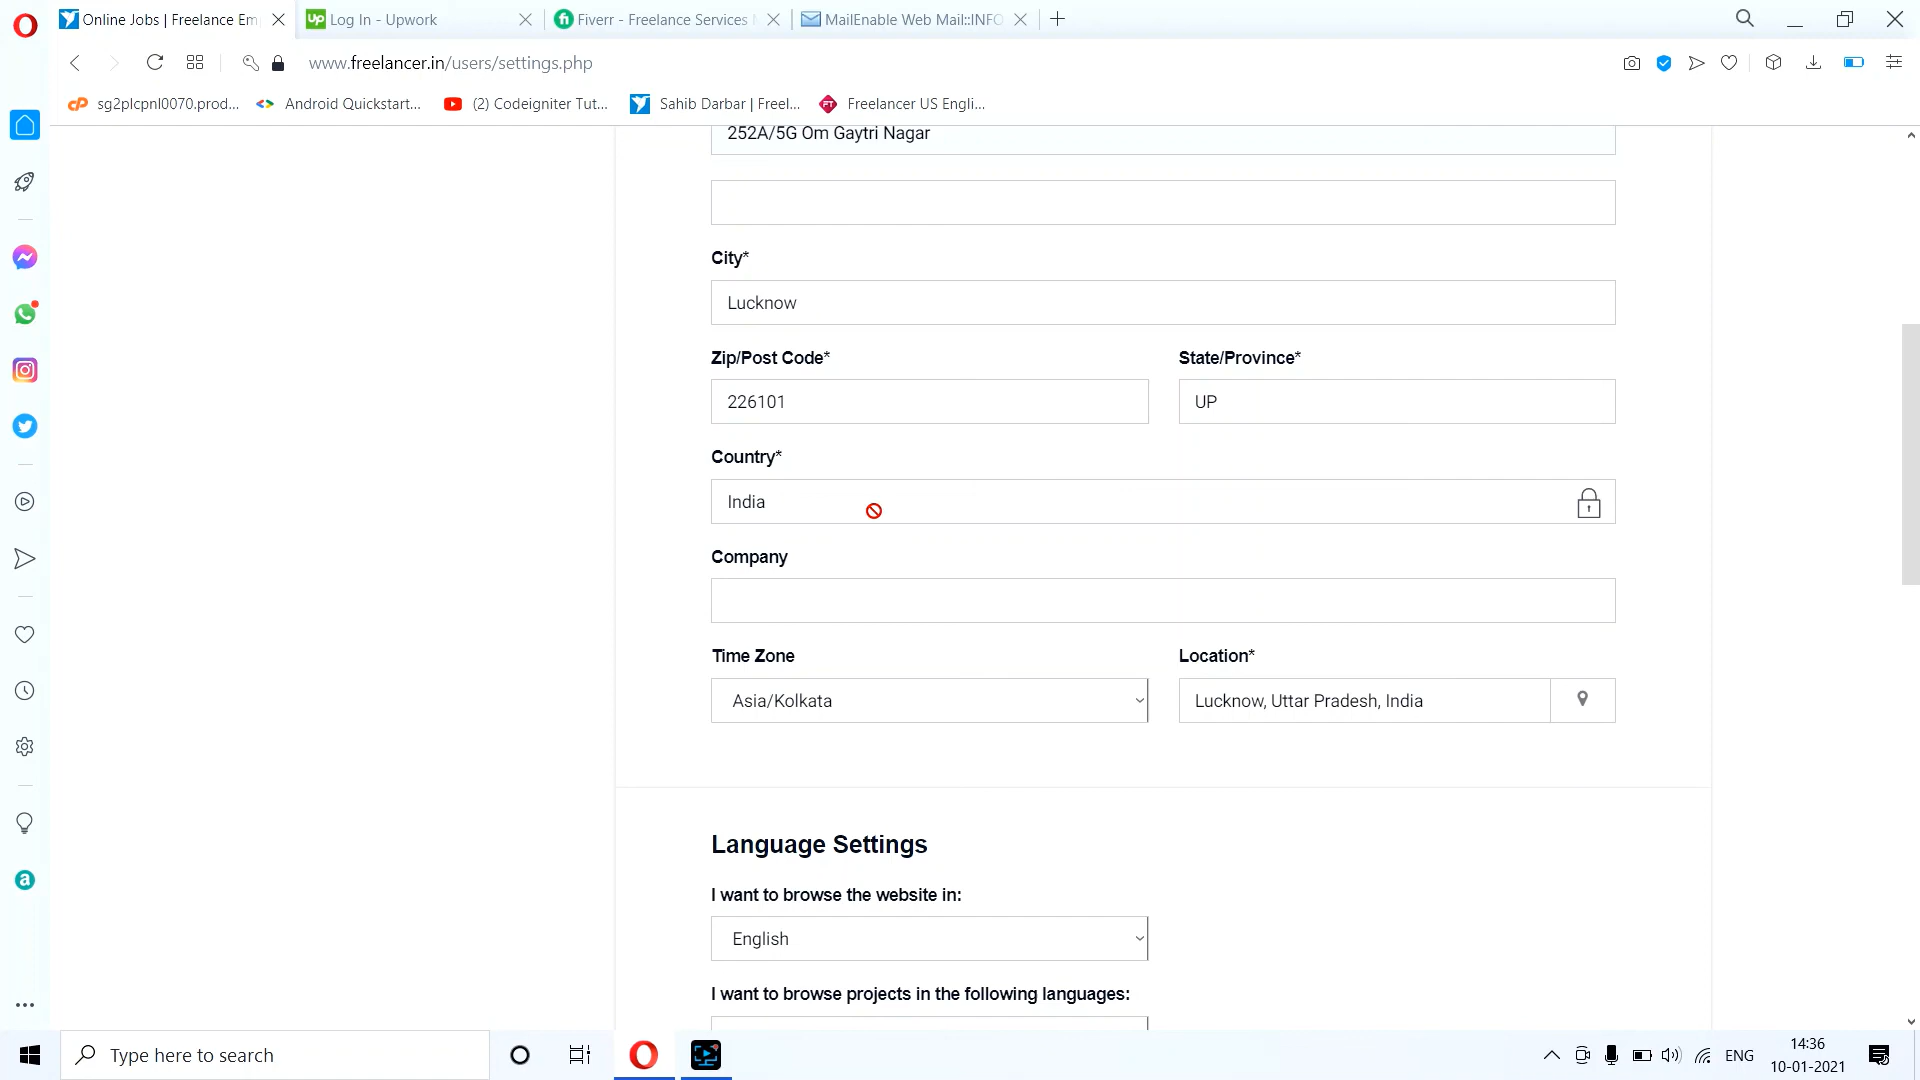 Online Jobs | Freelance Em
Log In - Upwork
Fiverr - Freelance Services
MailEnable Web Mail::INFO
www.freelancer.in/users/settings.php
sg2plcpnl0070.prod...
Android Quickstart...
(2) Codeigniter Tut...
Sahib Darbar | Freel...
Freelancer US Engli...
252A/5G Om Gaytri Nagar
City*
Lucknow
Zip/Post Code*
State/Province*
226101
UP
Country*
India
Company
Time Zone
Location*
Asia/Kolkata
Lucknow, Uttar Pradesh, India
Language Settings
I want to browse the website in:
English
I want to browse projects in the following languages:
Type here to search
ENG
14:36
10-01-2021